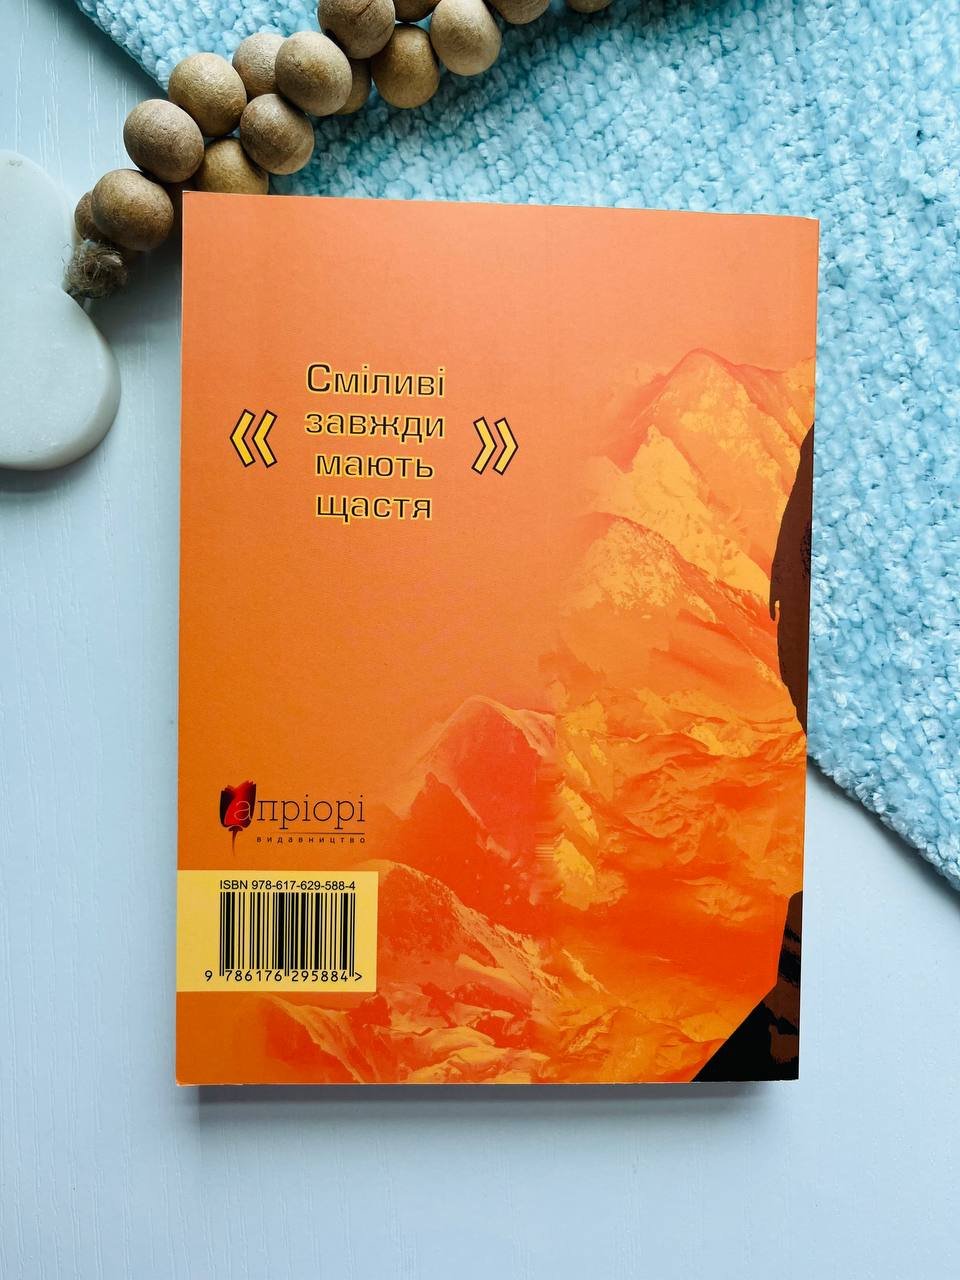 Сміливі
« завжди »
мають
щастя
апріорі
видавництво
ISBN 978-617-629-588-4
9 786176 295884 >